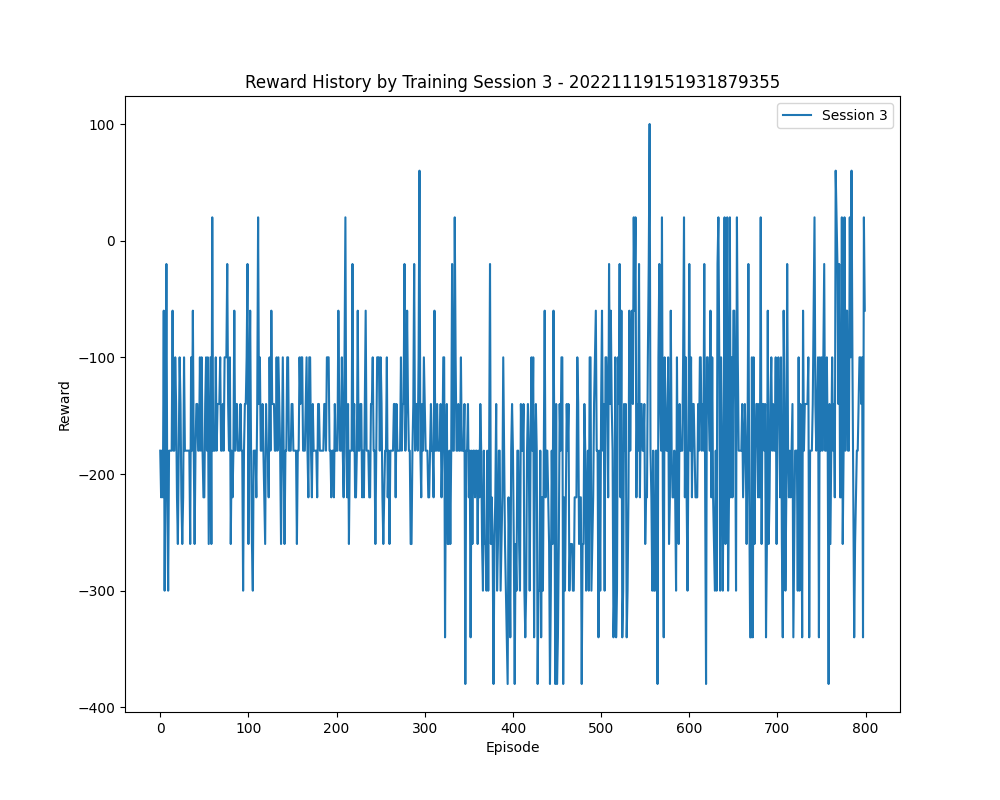 Reward History by Training Session 3 - 20221119151931879355
Session 3
100
0
−100
−200
−300
−400
Reward
0 100 200 300 400 500 600 700 800
Episode